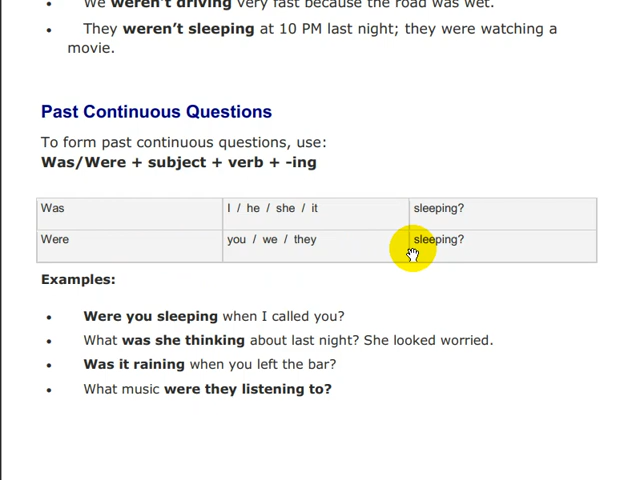 We weren't driving very fast because the road was wet.
They weren't sleeping at 10 PM last night; they were watching a
movie.
Past Continuous Questions
To form past continuous questions, use:
Was/Were + subject + verb + -ing
Was I / he / she / it sleeping?
Were you / we / they sleeping?
Examples:
Were you sleeping when I called you?
What was she thinking about last night? She looked worried.
Was it raining when you left the bar?
What music were they listening to?